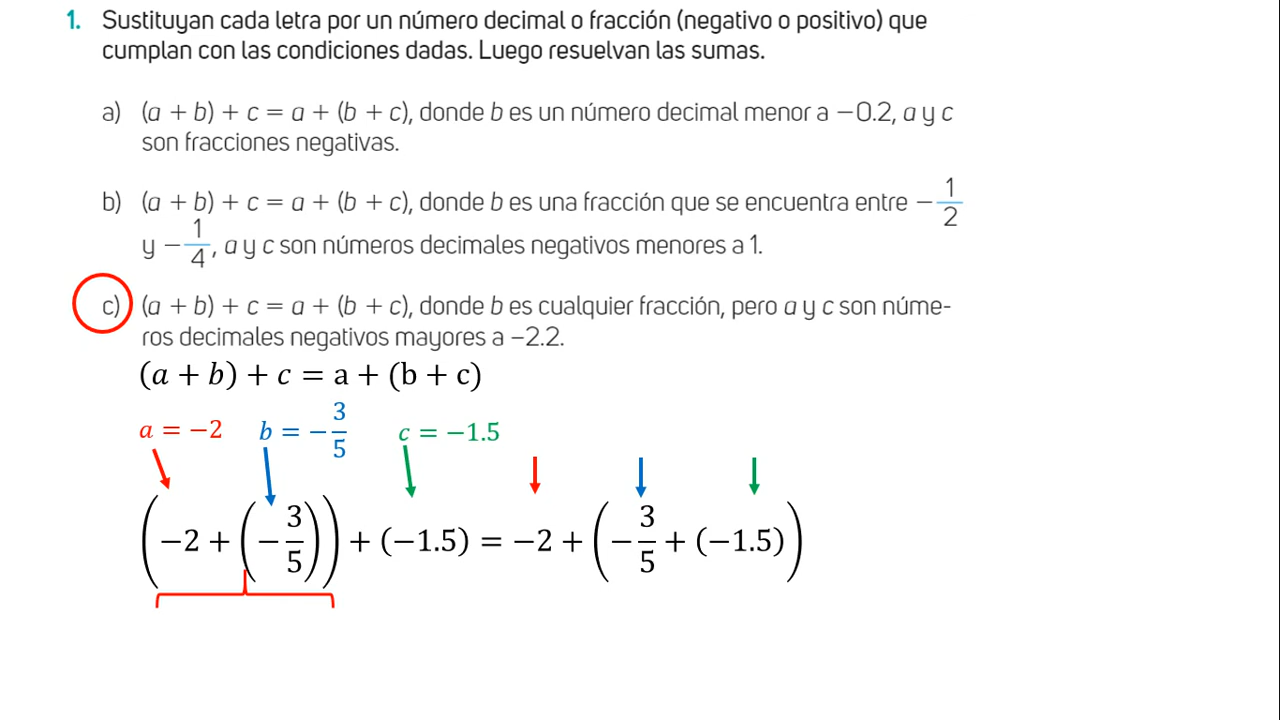 1. Sustituyan cada letra por un número decimal o fracción (negativo o positivo) que
cumplan con las condiciones dadas. Luego resuelvan las sumas.
a) (a + b) + c = a + (b + c), donde b es un número decimal menor a −0.2, a y c
son fracciones negativas.
b) (a + b) + c = a + (b + c), donde b es una fracción que se encuentra entre −1/2
y −1/4, a y c son números decimales negativos menores a 1.
c) (a + b) + c = a + (b + c), donde b es cualquier fracción, pero a y c son núme-
ros decimales negativos mayores a −2.2.
(a + b) + c = a + (b + c)
a = −2 b = −3/5 c = −1.5
(−2 + (−3/5)) + (−1.5) = −2 + (−3/5 + (−1.5))